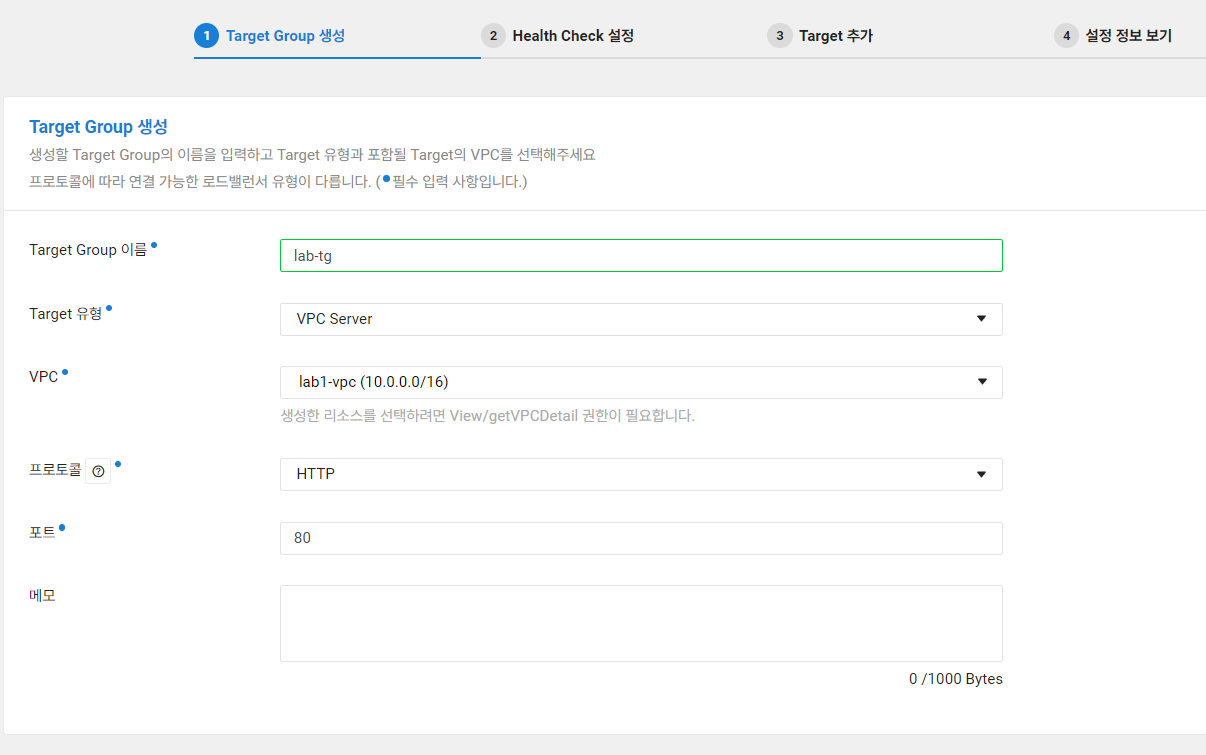 1 Target Group 생성 2 Health Check 설정 3 Target 추가 4 설정 정보 보기
Target Group 생성
생성할 Target Group의 이름을 입력하고 Target 유형과 포함될 Target의 VPC를 선택해주세요
프로토콜에 따라 연결 가능한 로드밸런서 유형이 다릅니다. (•필수 입력 사항입니다.)
Target Group 이름• lab-tg
Target 유형• VPC Server
VPC• lab1-vpc (10.0.0.0/16)
생성한 리소스를 선택하려면 View/getVPCDetail 권한이 필요합니다.
프로토콜 ?• HTTP
포트• 80
메모
0 /1000 Bytes